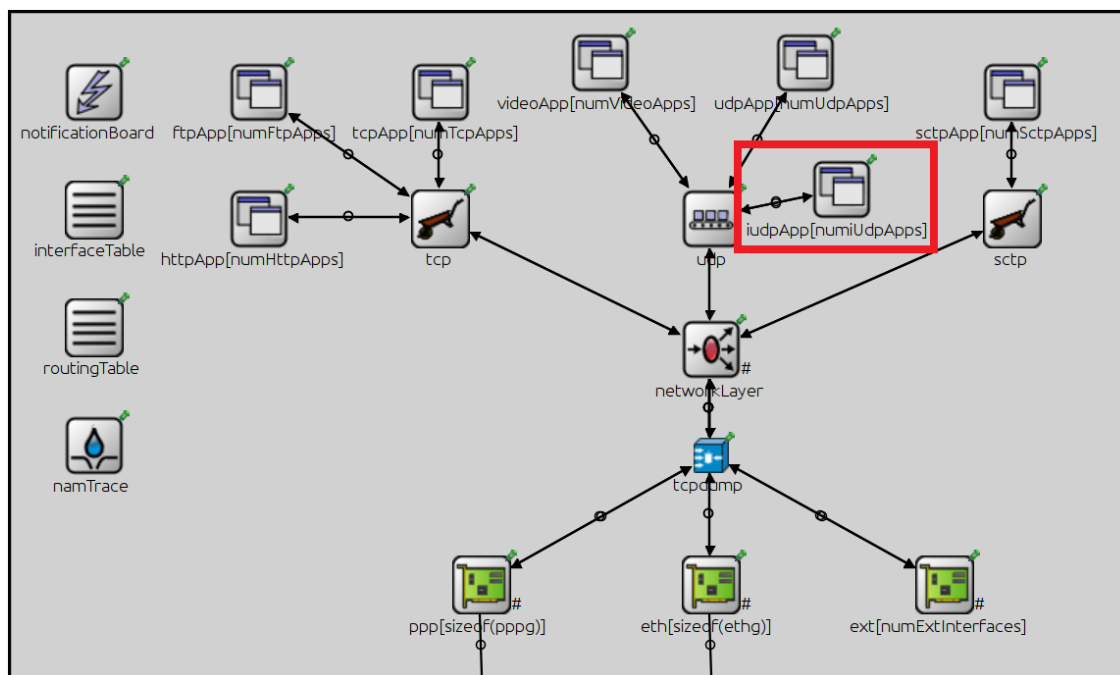 videoApp[numVideoApps]
udpApp[numUdpApps]
notificationBoard
ftpApp[numFtpApps]
tcpApp[numTcpApps]
sctpApp[numSctpApps]
iudpApp[numiUdpApps]
interfaceTable
httpApp[numHttpApps]
tcp
udp
sctp
routingTable
#
networkLayer
namTrace
tcpdump
#
#
#
ppp[sizeof(pppg)]
eth[sizeof(ethg)]
ext[numExtInterfaces]